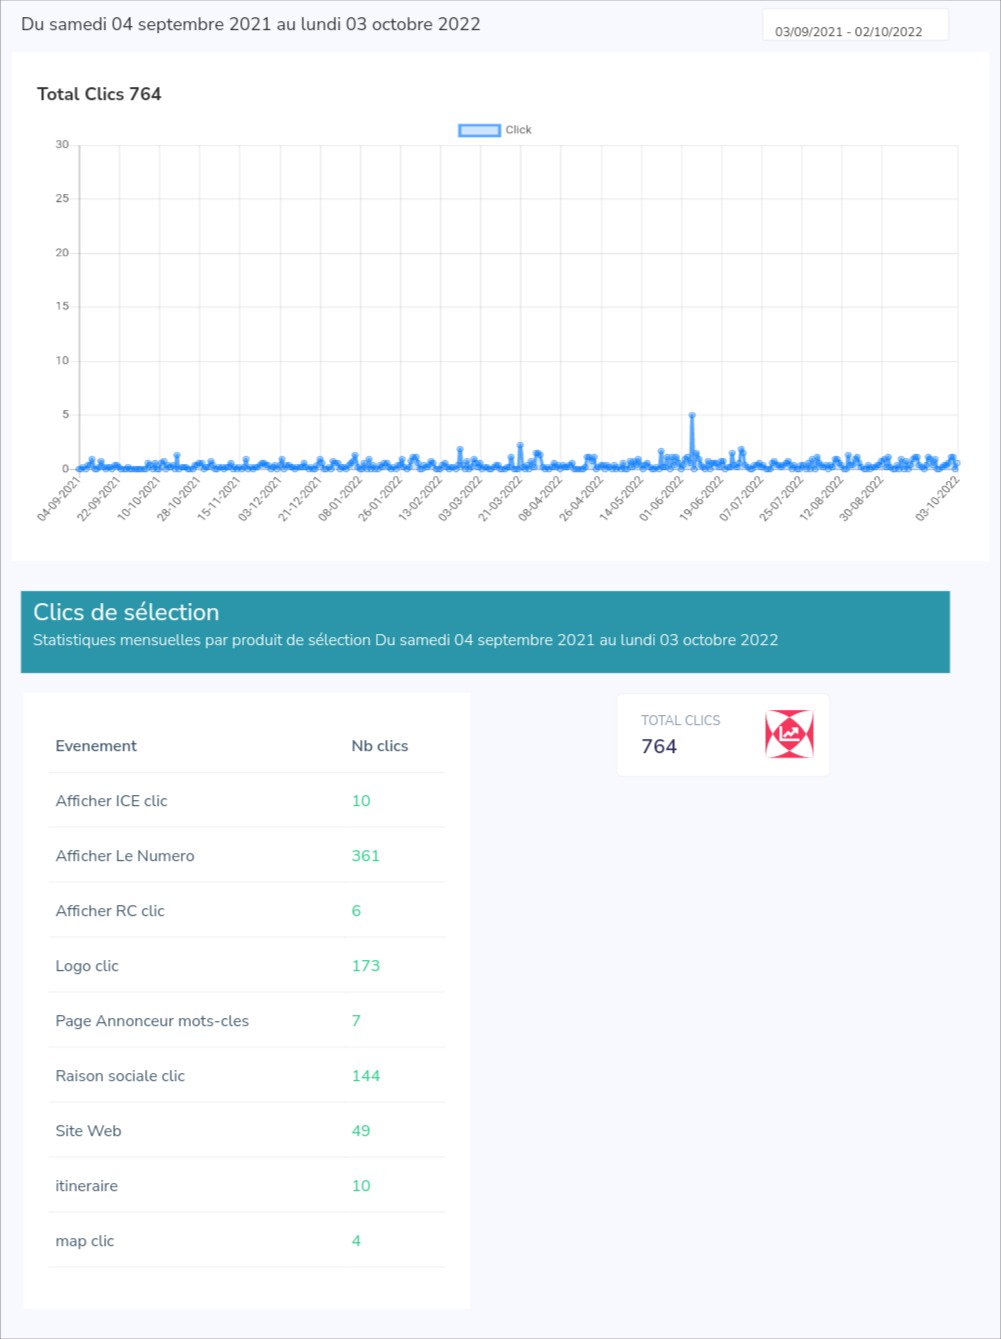 Du samedi 04 septembre 2021 au lundi 03 octobre 2022
03/09/2021 - 02/10/2022
Total Clics 764
Click
30
25
20
15
10
5
0
04-09-2021
22-09-2021
10-10-2021
28-10-2021
15-11-2021
03-12-2021
21-12-2021
08-01-2022
26-01-2022
13-02-2022
03-03-2022
21-03-2022
08-04-2022
26-04-2022
14-05-2022
01-06-2022
19-06-2022
07-07-2022
25-07-2022
12-08-2022
30-08-2022
03-10-2022
Clics de sélection
Statistiques mensuelles par produit de sélection Du samedi 04 septembre 2021 au lundi 03 octobre 2022
Evenement Nb clics
Afficher ICE clic 10
Afficher Le Numero 361
Afficher RC clic 6
Logo clic 173
Page Annonceur mots-cles 7
Raison sociale clic 144
Site Web 49
itineraire 10
map clic 4
TOTAL CLICS
764